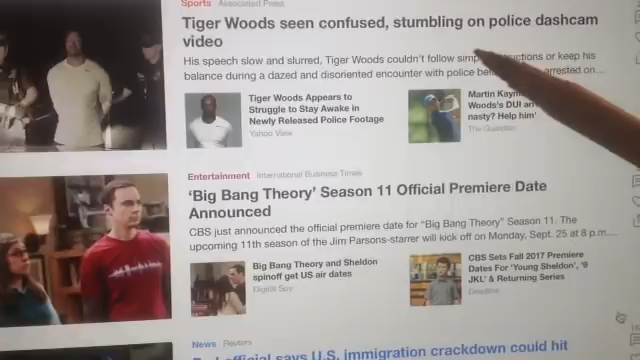 Sports Associated Press
Tiger Woods seen confused, stumbling on police dashcam
video
His speech slow and slurred, Tiger Woods couldn't follow
or keep his
balance during a dazed and disoriented encounter with police
arrested on...
Tiger Woods Appears to
Struggle to Stay Awake in
Newly Released Police Footage
Yahoo View
Martin
Woods's DUI
nasty? Help him'
The Guardian
Entertainment International Business Times
'Big Bang Theory' Season 11 Official Premiere Date
Announced
CBS just announced the official premiere date for "Big Bang Theory" Season 11. The
upcoming 11th season of the Jim Parsons-starrer will kick off on Monday, Sept. 25 at 8 p.m....
Big Bang Theory and Sheldon
spinoff get US air dates
Digital Spy
CBS Sets Fall 2017 Premiere
Dates For 'Young Sheldon', '9
JKL' & Returning Series
Deadline
News Reuters
official says U.S. immigration crackdown could hit